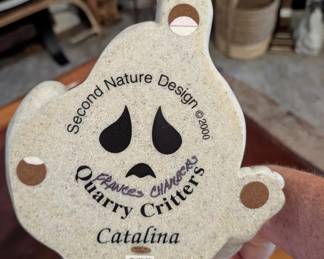 Second Nature Design © 2000
FRANCES CHAMBERS
Quarry Critters
Catalina